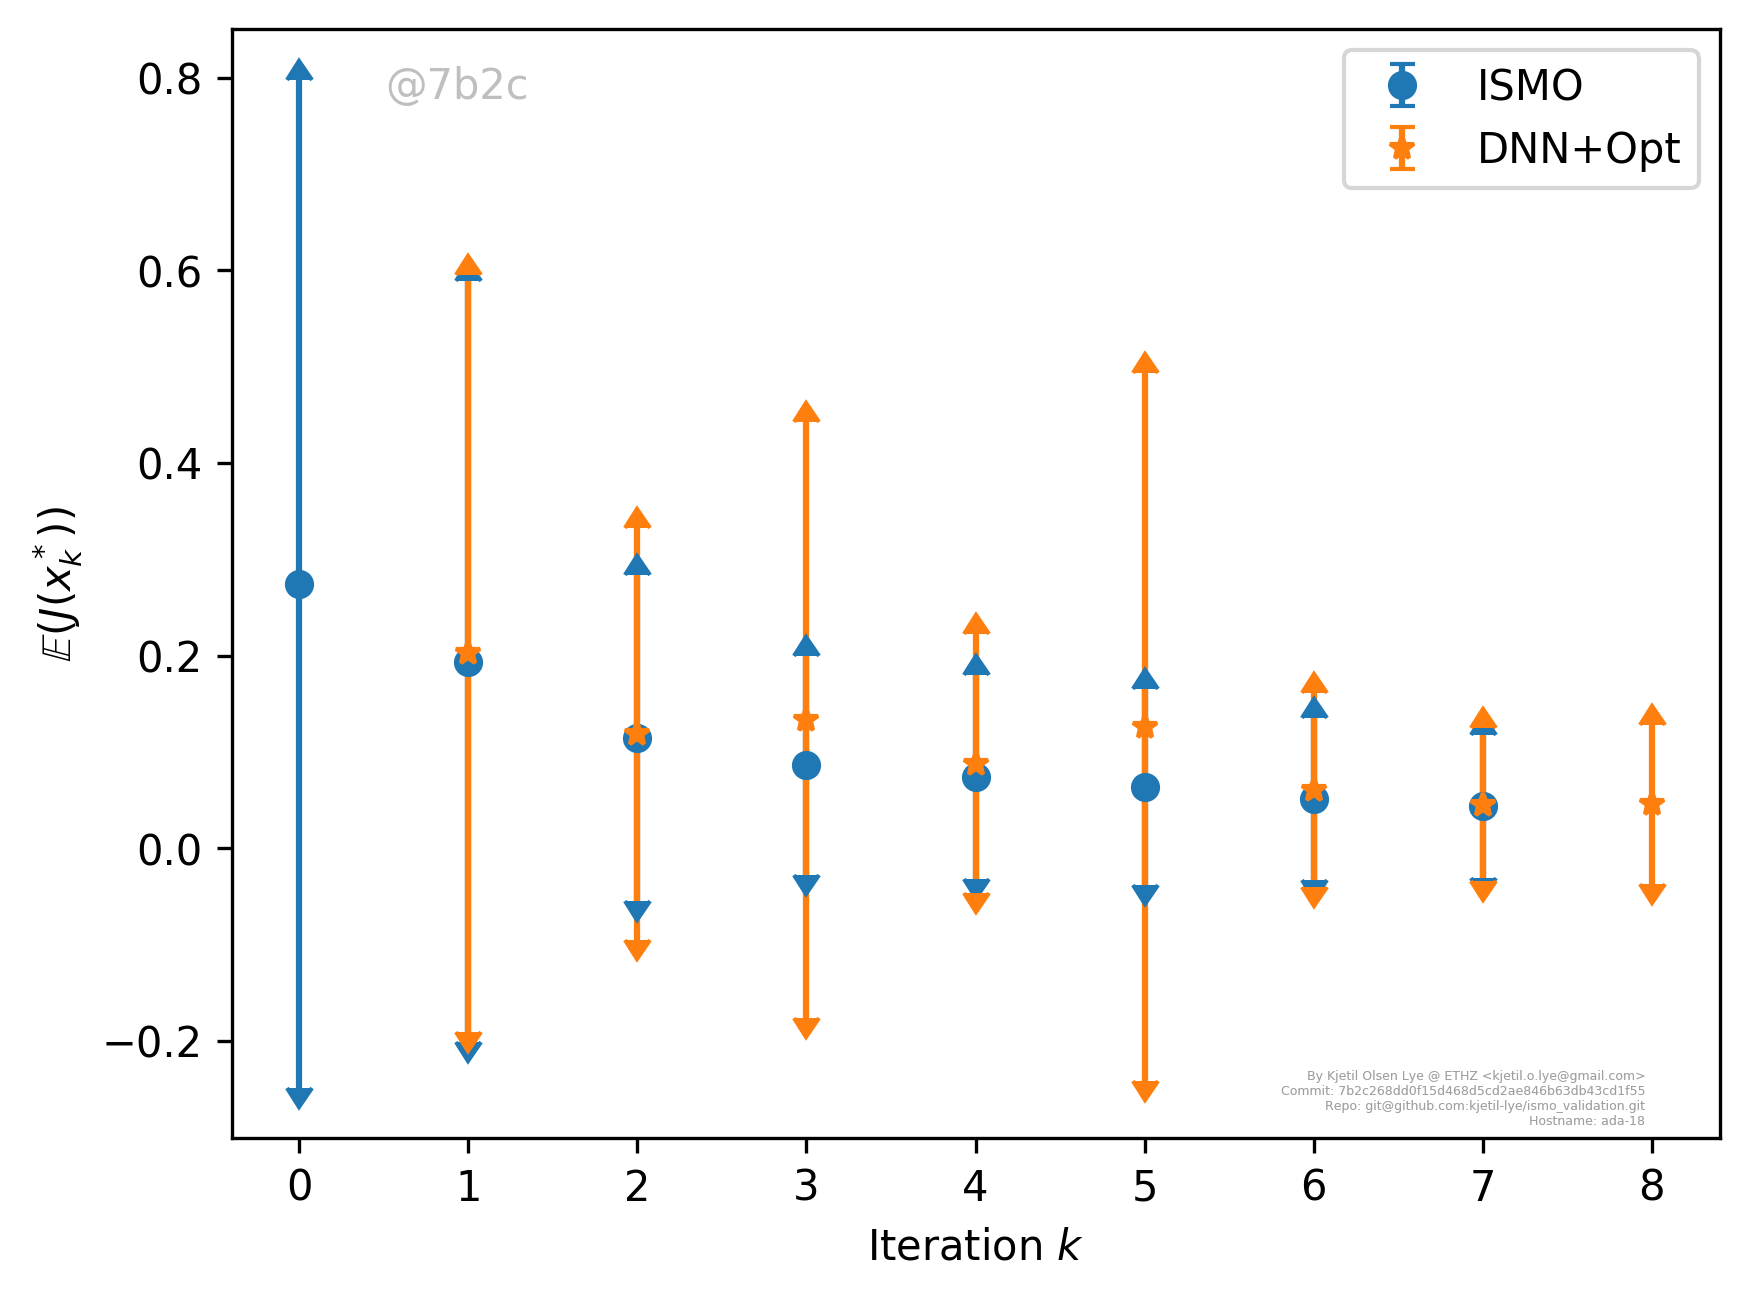 @7b2c
ISMO
DNN+Opt
0.8
0.6
0.4
0.2
0.0
−0.2
𝔼(J(x*k))
By Kjetil Olsen Lye @ ETHZ <kjetil.o.lye@gmail.com>
Commit: 7b2c268dd0f15d468d5cd2ae846b63db43cd1f55
Repo: git@github.com:kjetil-lye/ismo_validation.git
Hostname: ada-18
0 1 2 3 4 5 6 7 8
Iteration k